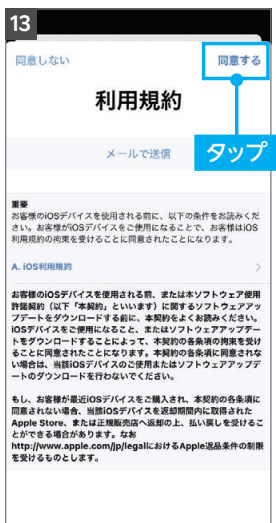 13
同意しない
同意する
利用規約
メールで送信
タップ
重要
お客様のiOSデバイスを使用される前に、以下の条件をお読みくだ
さい。お客様がiOSデバイスをご使用になることで、お客様はiOS
利用規約の拘束を受けることに同意されたことになります。
A. iOS利用規約
お客様のiOSデバイスを使用される前、または本ソフトウェア使用
許諾契約（以下「本契約」といいます）に関するソフトウェアアッ
プデートをダウンロードする前に、本契約をよくお読みください。
iOSデバイスをご使用になること、またはソフトウェアアップデー
トをダウンロードすることによって、本契約の各条項の拘束を受け
ることに同意されたことになります。本契約の各条項に同意されな
い場合は、当該iOSデバイスのご使用またはソフトウェアアップデ
ートのダウンロードを行わないでください。
もし、お客様が最近iOSデバイスをご購入され、本契約の各条項に
同意されない場合、当該iOSデバイスを返却期間内に取得された
Apple Store、または正規販売店へ返却の上、払い戻しを受けるこ
とができる場合があります。なお
http://www.apple.com/jp/legalにおけるApple返品条件の制限
を受けるものとします。